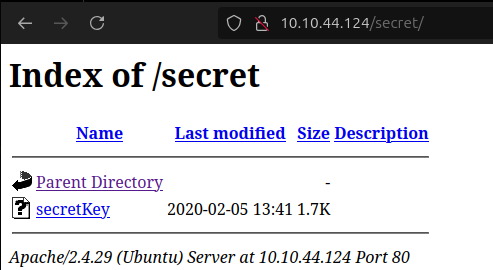 10.10.44.124/secret/
Index of /secret
Name Last modified Size Description
Parent Directory -
secretKey 2020-02-05 13:41 1.7K
Apache/2.4.29 (Ubuntu) Server at 10.10.44.124 Port 80